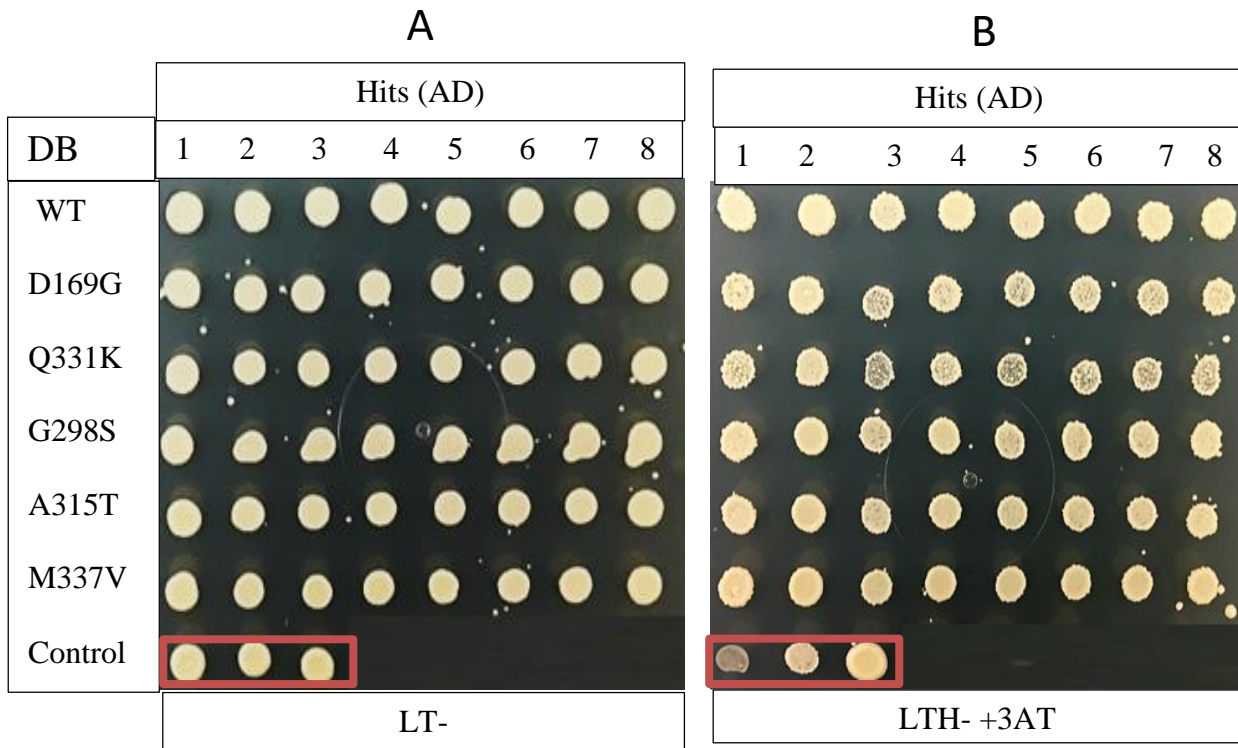 A
B
Hits (AD)
Hits (AD)
DB
1 2 3 4 5 6 7 8
1 2 3 4 5 6 7 8
WT
D169G
Q331K
G298S
A315T
M337V
Control
LT-
LTH- +3AT